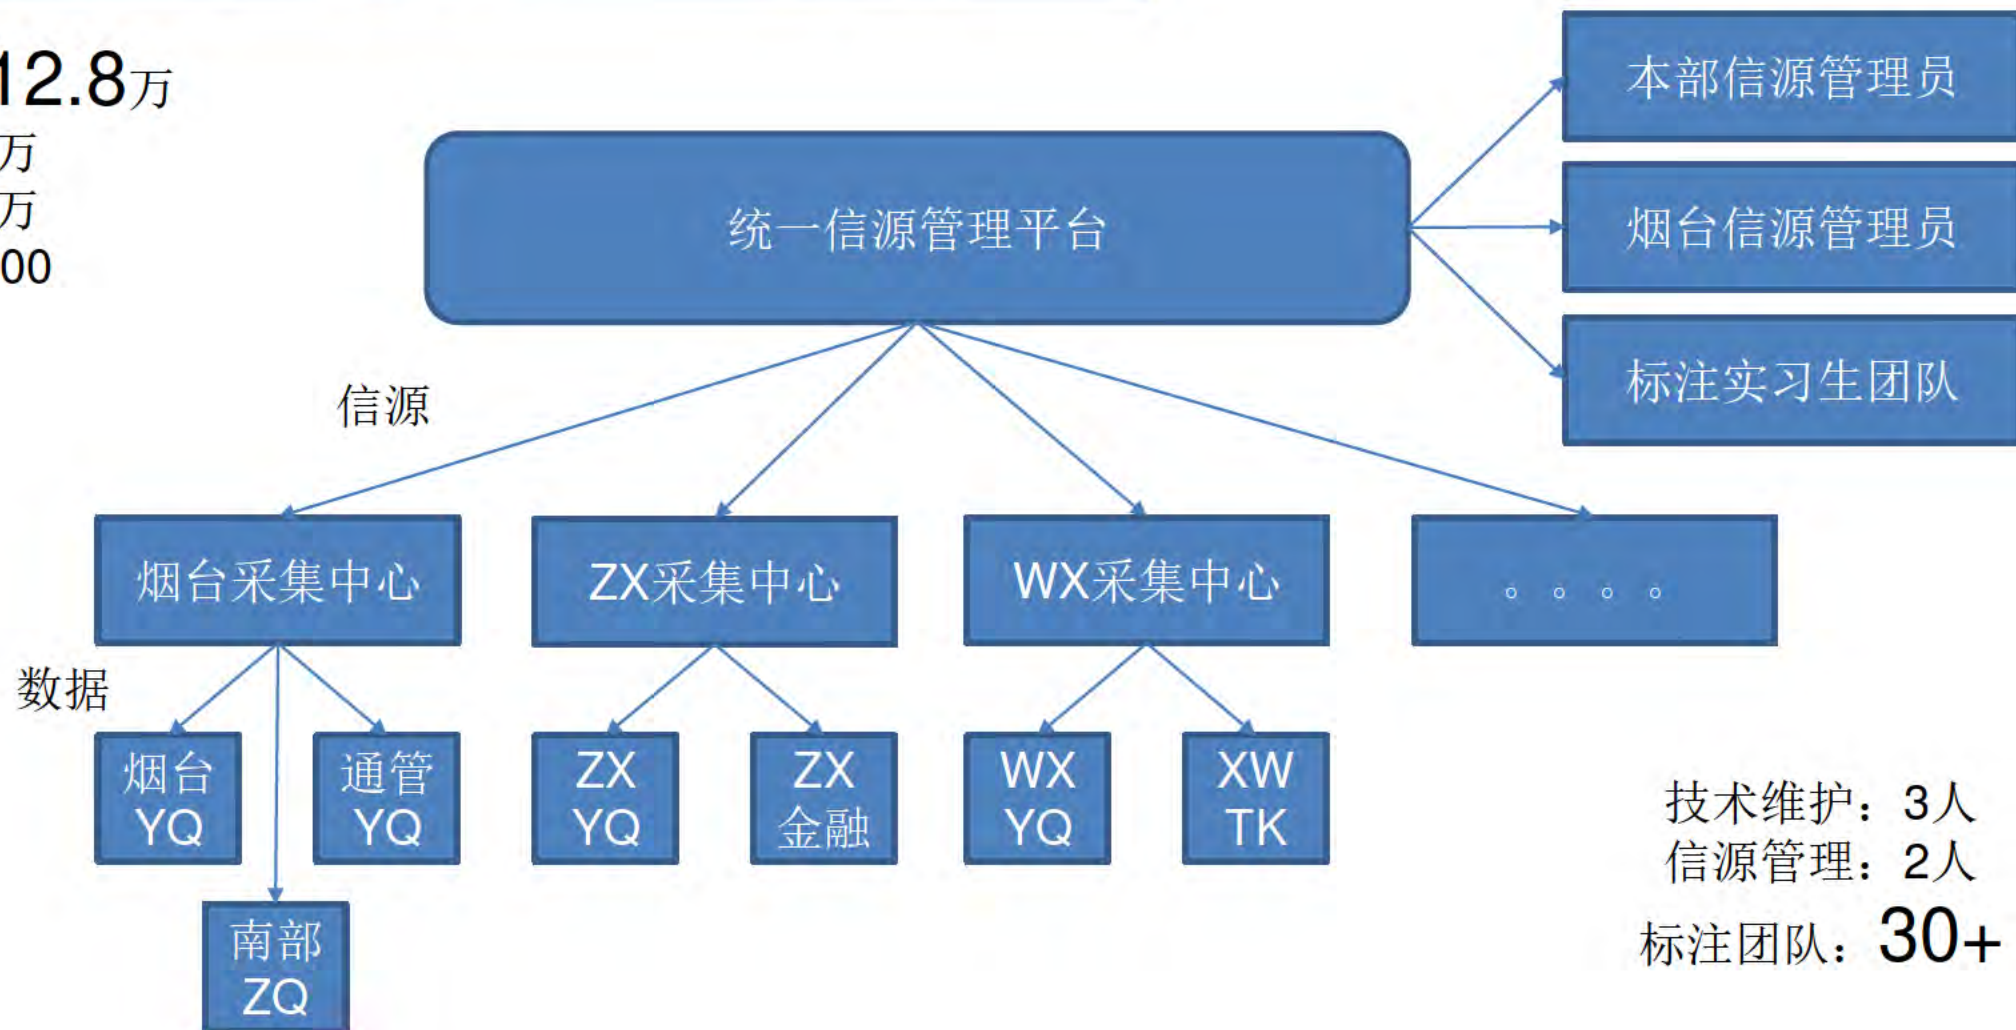 12.8万
万
万
00
统一信源管理平台
本部信源管理员
烟台信源管理员
标注实习生团队
信源
烟台采集中心
ZX采集中心
WX采集中心
。。。。
数据
烟台
YQ
通管
YQ
南部
ZQ
ZX
YQ
ZX
金融
WX
YQ
XW
TK
技术维护：3人
信源管理：2人
标注团队：30+